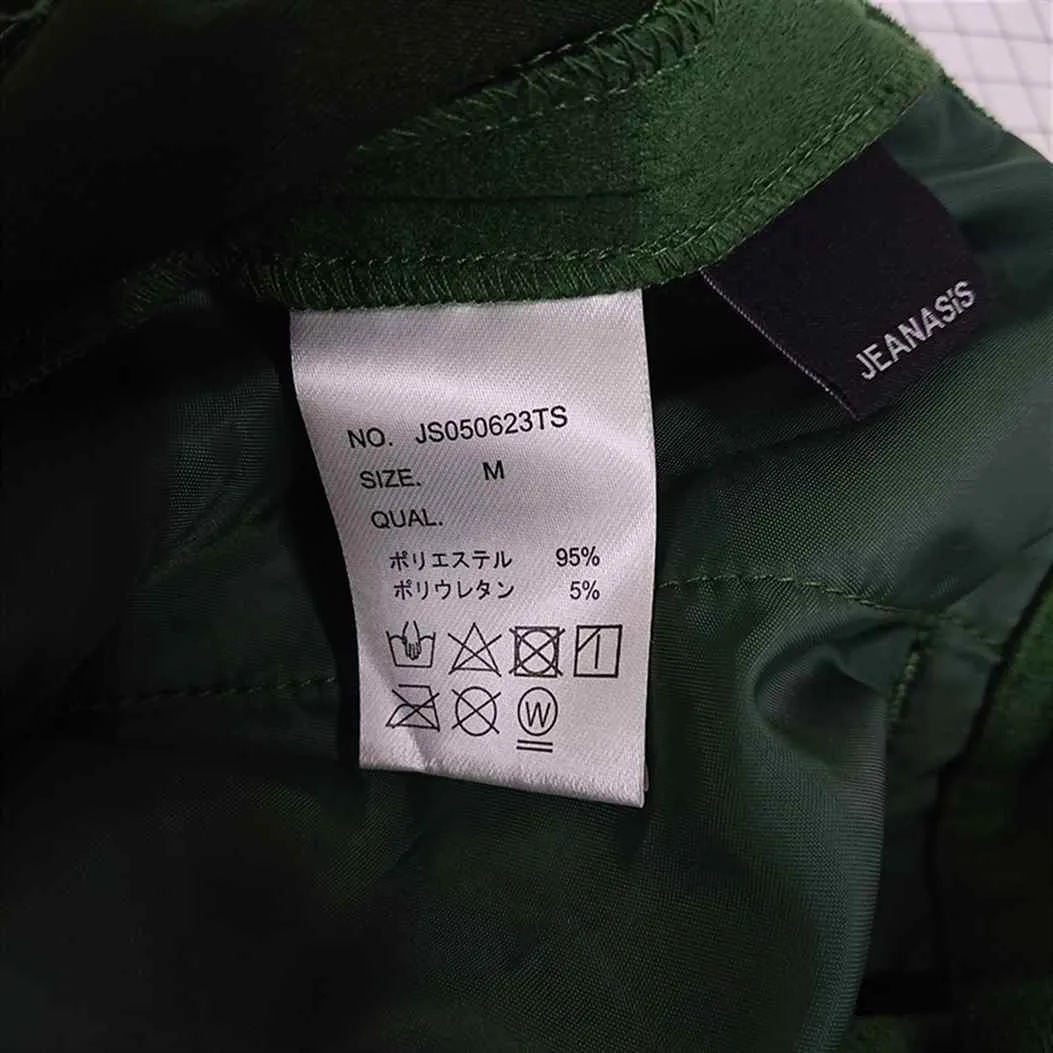 JEANASiS
NO. JS050623TS
SIZE. M
QUAL.
ポリエステル 95%
ポリウレタン 5%
W